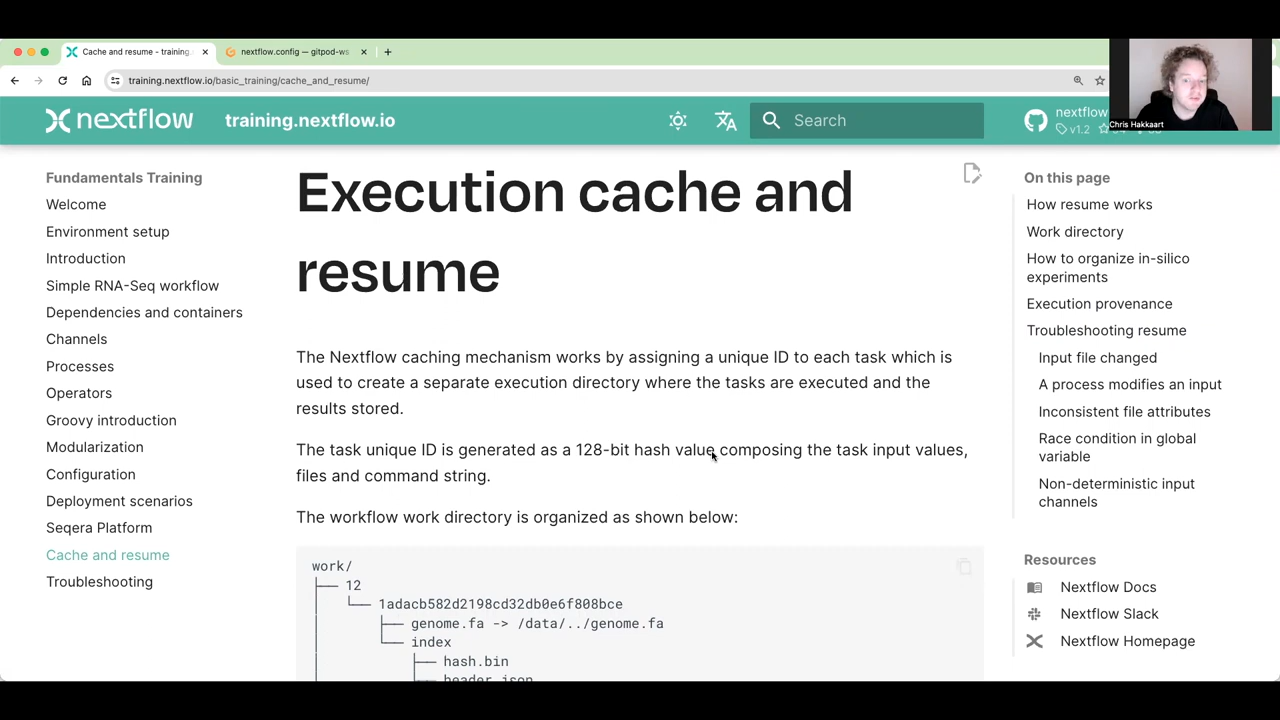 Cache and resume - training.
nextflow.config — gitpod-ws
training.nextflow.io/basic_training/cache_and_resume/
nextflow
training.nextflow.io
Search
nextflow
v1.2
Chris Hakkaart
Fundamentals Training
Welcome
Environment setup
Introduction
Simple RNA-Seq workflow
Dependencies and containers
Channels
Processes
Operators
Groovy introduction
Modularization
Configuration
Deployment scenarios
Seqera Platform
Cache and resume
Troubleshooting
Execution cache and
resume
The Nextflow caching mechanism works by assigning a unique ID to each task which is
used to create a separate execution directory where the tasks are executed and the
results stored.
The task unique ID is generated as a 128-bit hash value composing the task input values,
files and command string.
The workflow work directory is organized as shown below:
work/
├── 12
│   └── 1adacb582d2198cd32db0e6f808bce
│       ├── genome.fa -> /data/../genome.fa
│       └── index
│           ├── hash.bin
│           ├── header.json
On this page
How resume works
Work directory
How to organize in-silico
experiments
Execution provenance
Troubleshooting resume
Input file changed
A process modifies an input
Inconsistent file attributes
Race condition in global
variable
Non-deterministic input
channels
Resources
Nextflow Docs
Nextflow Slack
Nextflow Homepage